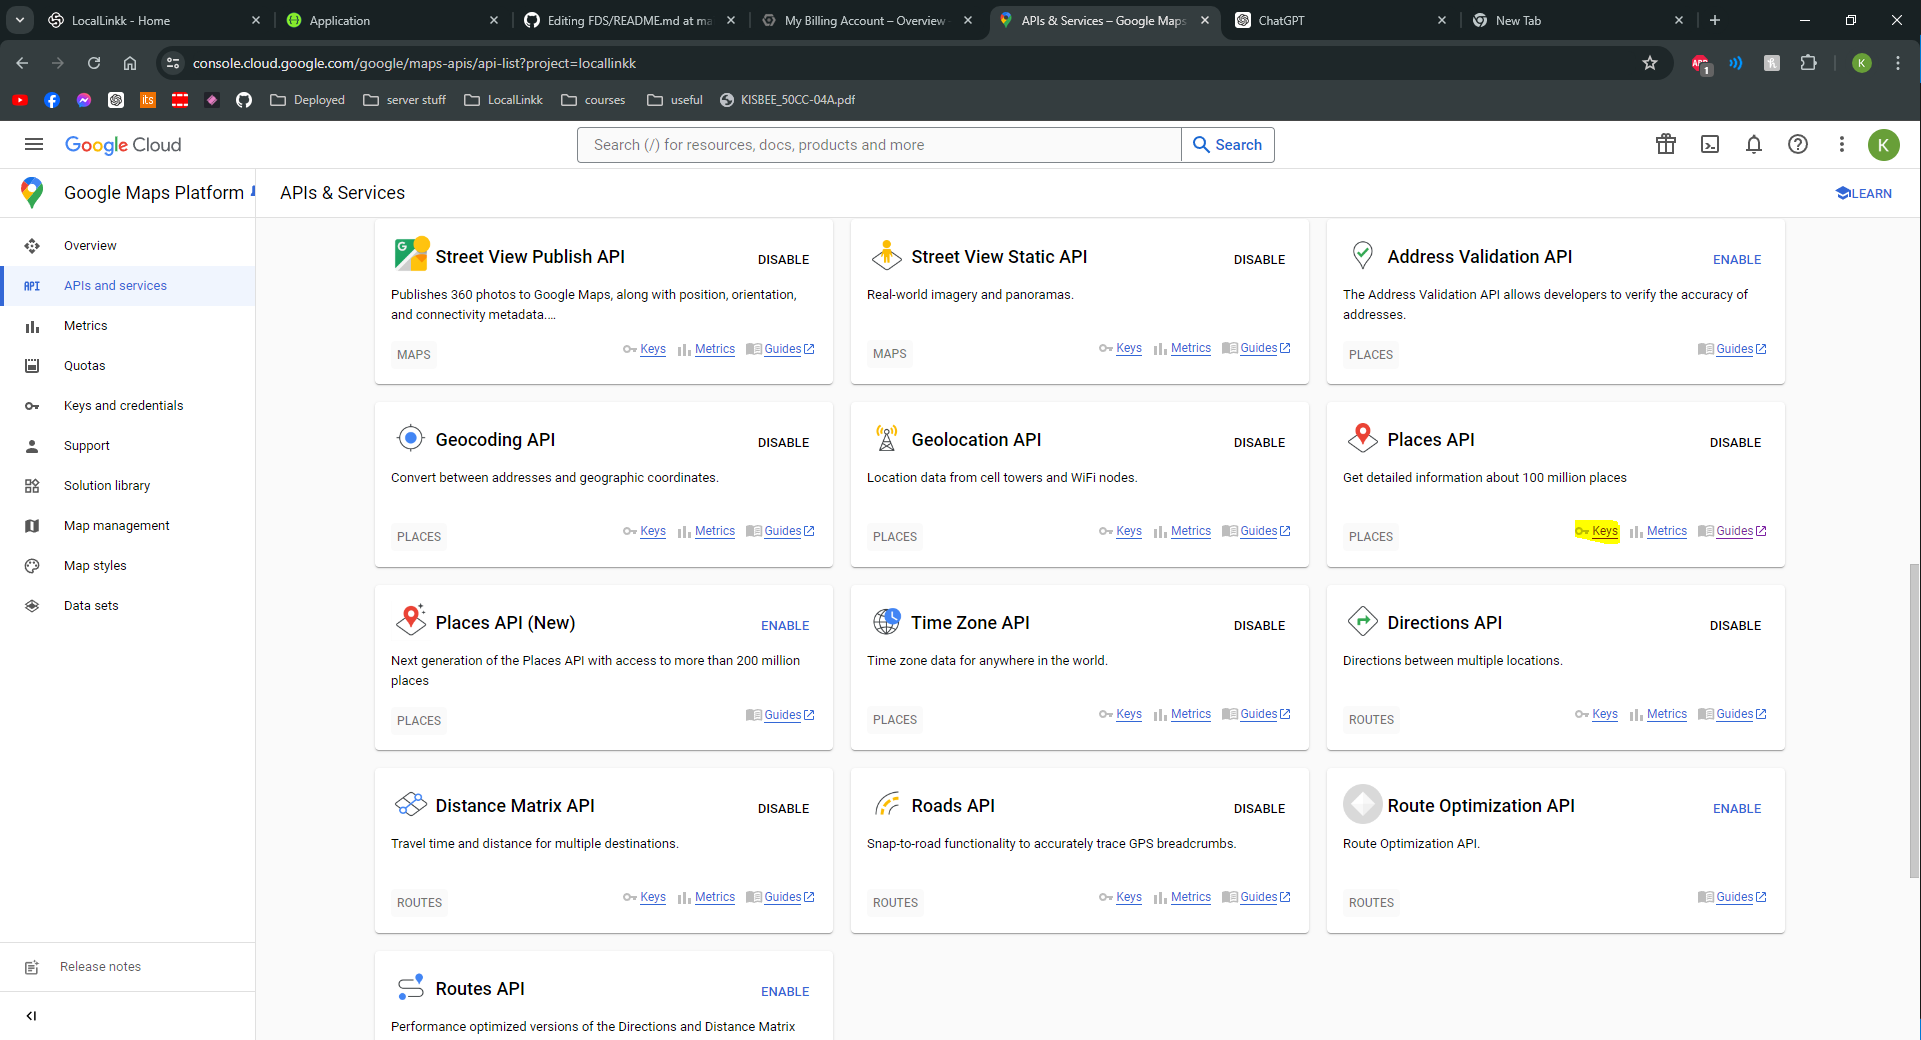 LocalLinkk - Home
Application
Editing FDS/README.md at ma
My Billing Account – Overview
APIs & Services – Google Maps
ChatGPT
New Tab
console.cloud.google.com/google/maps-apis/api-list?project=locallinkk
ABP
1
K
its
Deployed
server stuff
LocalLinkk
courses
useful
KISBEE_50CC-04A.pdf
Google Cloud
Search (/) for resources, docs, products and more
Search
K
Google Maps Platform
APIs & Services
LEARN
Overview
API
APIs and services
Metrics
Quotas
Keys and credentials
Support
Solution library
Map management
Map styles
Data sets
Release notes
G
Street View Publish API
DISABLE
Publishes 360 photos to Google Maps, along with position, orientation,
and connectivity metadata....
MAPS
Keys
Metrics
Guides
Street View Static API
DISABLE
Real-world imagery and panoramas.
MAPS
Keys
Metrics
Guides
Address Validation API
ENABLE
The Address Validation API allows developers to verify the accuracy of
addresses.
PLACES
Guides
Geocoding API
DISABLE
Convert between addresses and geographic coordinates.
PLACES
Keys
Metrics
Guides
Geolocation API
DISABLE
Location data from cell towers and WiFi nodes.
PLACES
Keys
Metrics
Guides
Places API
DISABLE
Get detailed information about 100 million places
PLACES
Keys
Metrics
Guides
Places API (New)
ENABLE
Next generation of the Places API with access to more than 200 million
places
PLACES
Guides
Time Zone API
DISABLE
Time zone data for anywhere in the world.
PLACES
Keys
Metrics
Guides
Directions API
DISABLE
Directions between multiple locations.
ROUTES
Keys
Metrics
Guides
Distance Matrix API
DISABLE
Travel time and distance for multiple destinations.
ROUTES
Keys
Metrics
Guides
Roads API
DISABLE
Snap-to-road functionality to accurately trace GPS breadcrumbs.
ROUTES
Keys
Metrics
Guides
Route Optimization API
ENABLE
Route Optimization API.
ROUTES
Guides
Routes API
ENABLE
Performance optimized versions of the Directions and Distance Matrix